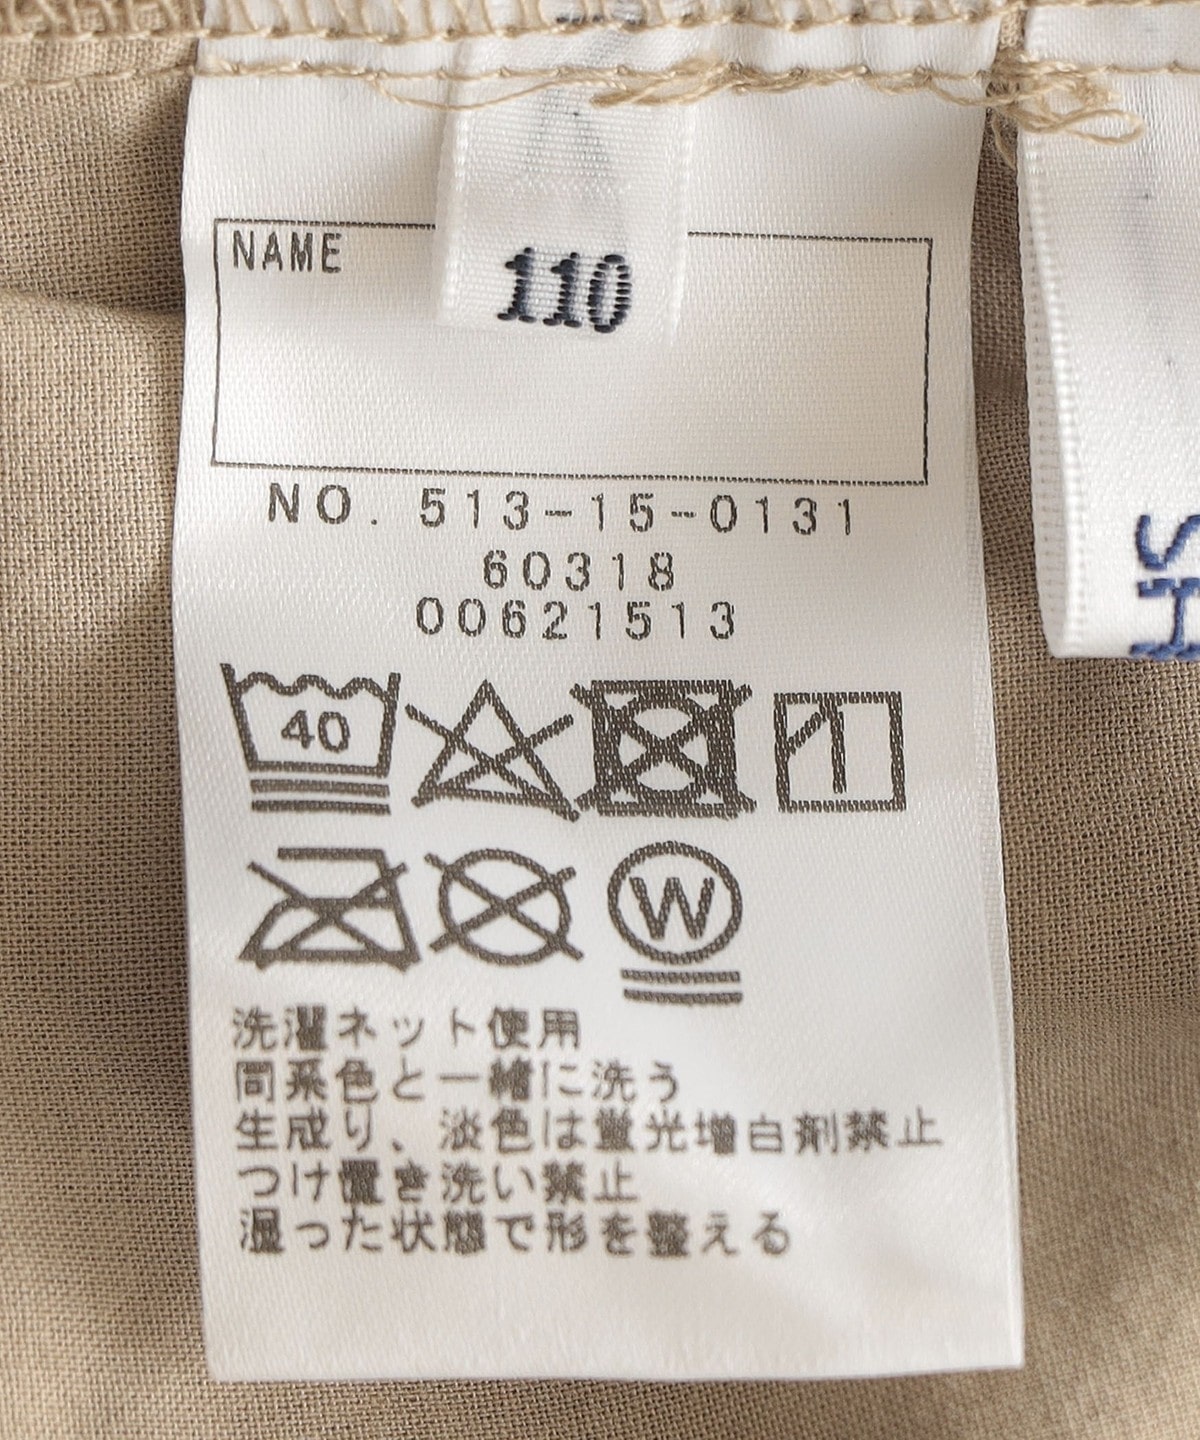 110
NAME
NO. 513-15-0131
60318
00621513
40
W
洗濯ネット使用
同系色と一緒に洗う
生成り、淡色は蛍光増白剤禁止
つけ置き洗い禁止
湿った状態で形を整える
SH